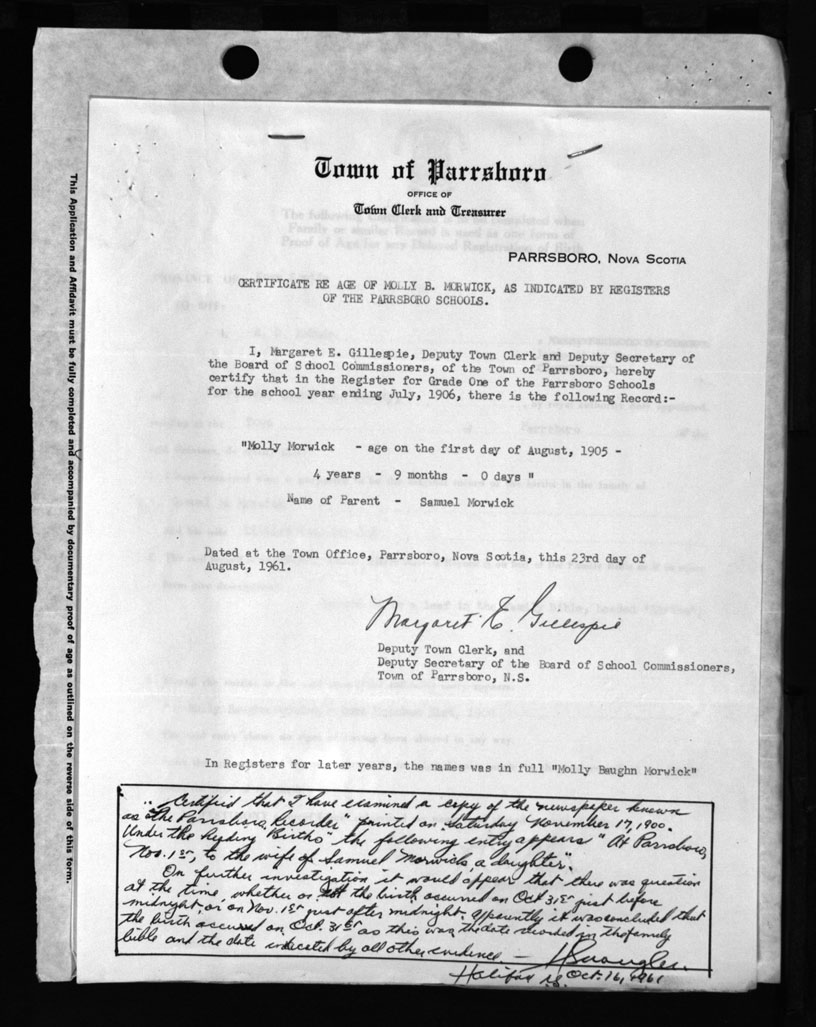 Town of Parrsboro
OFFICE OF
Town Clerk and Treasurer
PARRSBORO, NOVA SCOTIA
CERTIFICATE RE AGE OF MOLLY B. MORWICK, AS INDICATED BY REGISTERS
OF THE PARRSBORO SCHOOLS.
I, Margaret E. Gillespie, Deputy Town Clerk and Deputy Secretary of
the Board of School Commissioners, of the Town of Parrsboro, hereby
certify that in the Register for Grade One of the Parrsboro Schools
for the school year ending July, 1906, there is the following Record:-
"Molly Morwick - age on the first day of August, 1905 -
4 years - 9 months - 0 days "
Name of Parent - Samuel Morwick
Dated at the Town Office, Parrsboro, Nova Scotia, this 23rd day of
August, 1961.
Margaret E. Gillespie
Deputy Town Clerk, and
Deputy Secretary of the Board of School Commissioners,
Town of Parrsboro, N.S.
In Registers for later years, the names was in full "Molly Baughn Morwick"
Certified that I have examined a copy of the newspaper known
as "the Parrsboro Recorder" printed on Saturday November 17, 1900.
Under the heading "Births" the following entry appears "At Parrsboro,
Nov. 1st, to the wife of Samuel Morwick, a daughter".
On further investigation it would appear that there was question
at the time, whether or not the birth occurred on Oct 31st just before
midnight, or on Nov. 1st just after midnight. Appauntly it was concluded that
the birth occurred on Oct. 31st as this was the date recorded in the family
bible and the date indicated by all other evidence. —
Halifax N.S. Oct. 16, 1961
This Application and Affidavit must be fully completed and accompanied by documentary proof of age as outlined on the reverse side of this form.